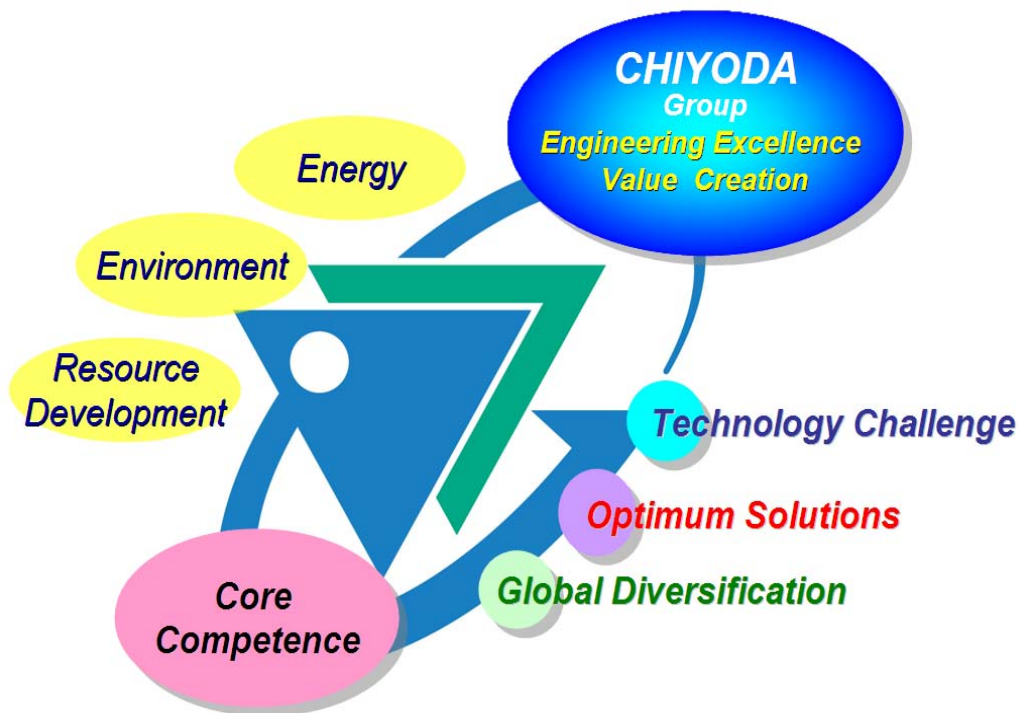 CHIYODA
Group
Engineering Excellence
Value Creation
Energy
Environment
Resource
Development
Technology Challenge
Optimum Solutions
Global Diversification
Core
Competence